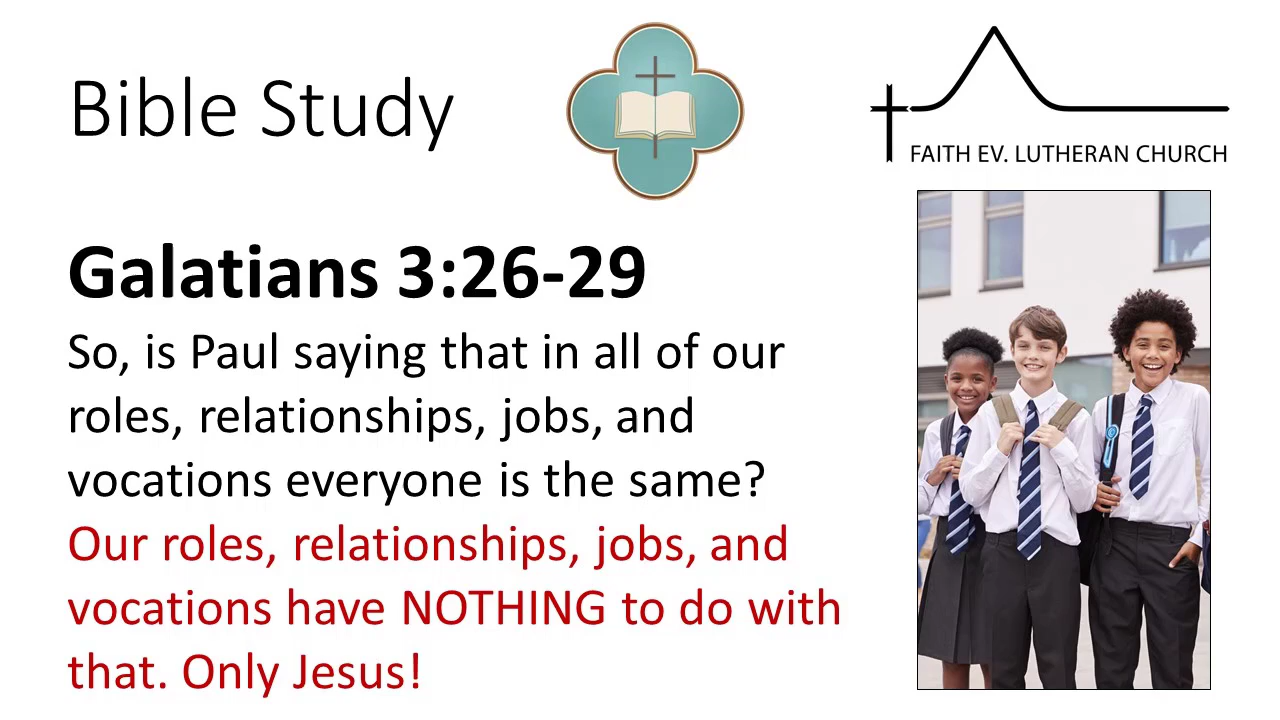 Bible Study
FAITH EV. LUTHERAN CHURCH
Galatians 3:26-29
So, is Paul saying that in all of our
roles, relationships, jobs, and
vocations everyone is the same?
Our roles, relationships, jobs, and
vocations have NOTHING to do with
that. Only Jesus!